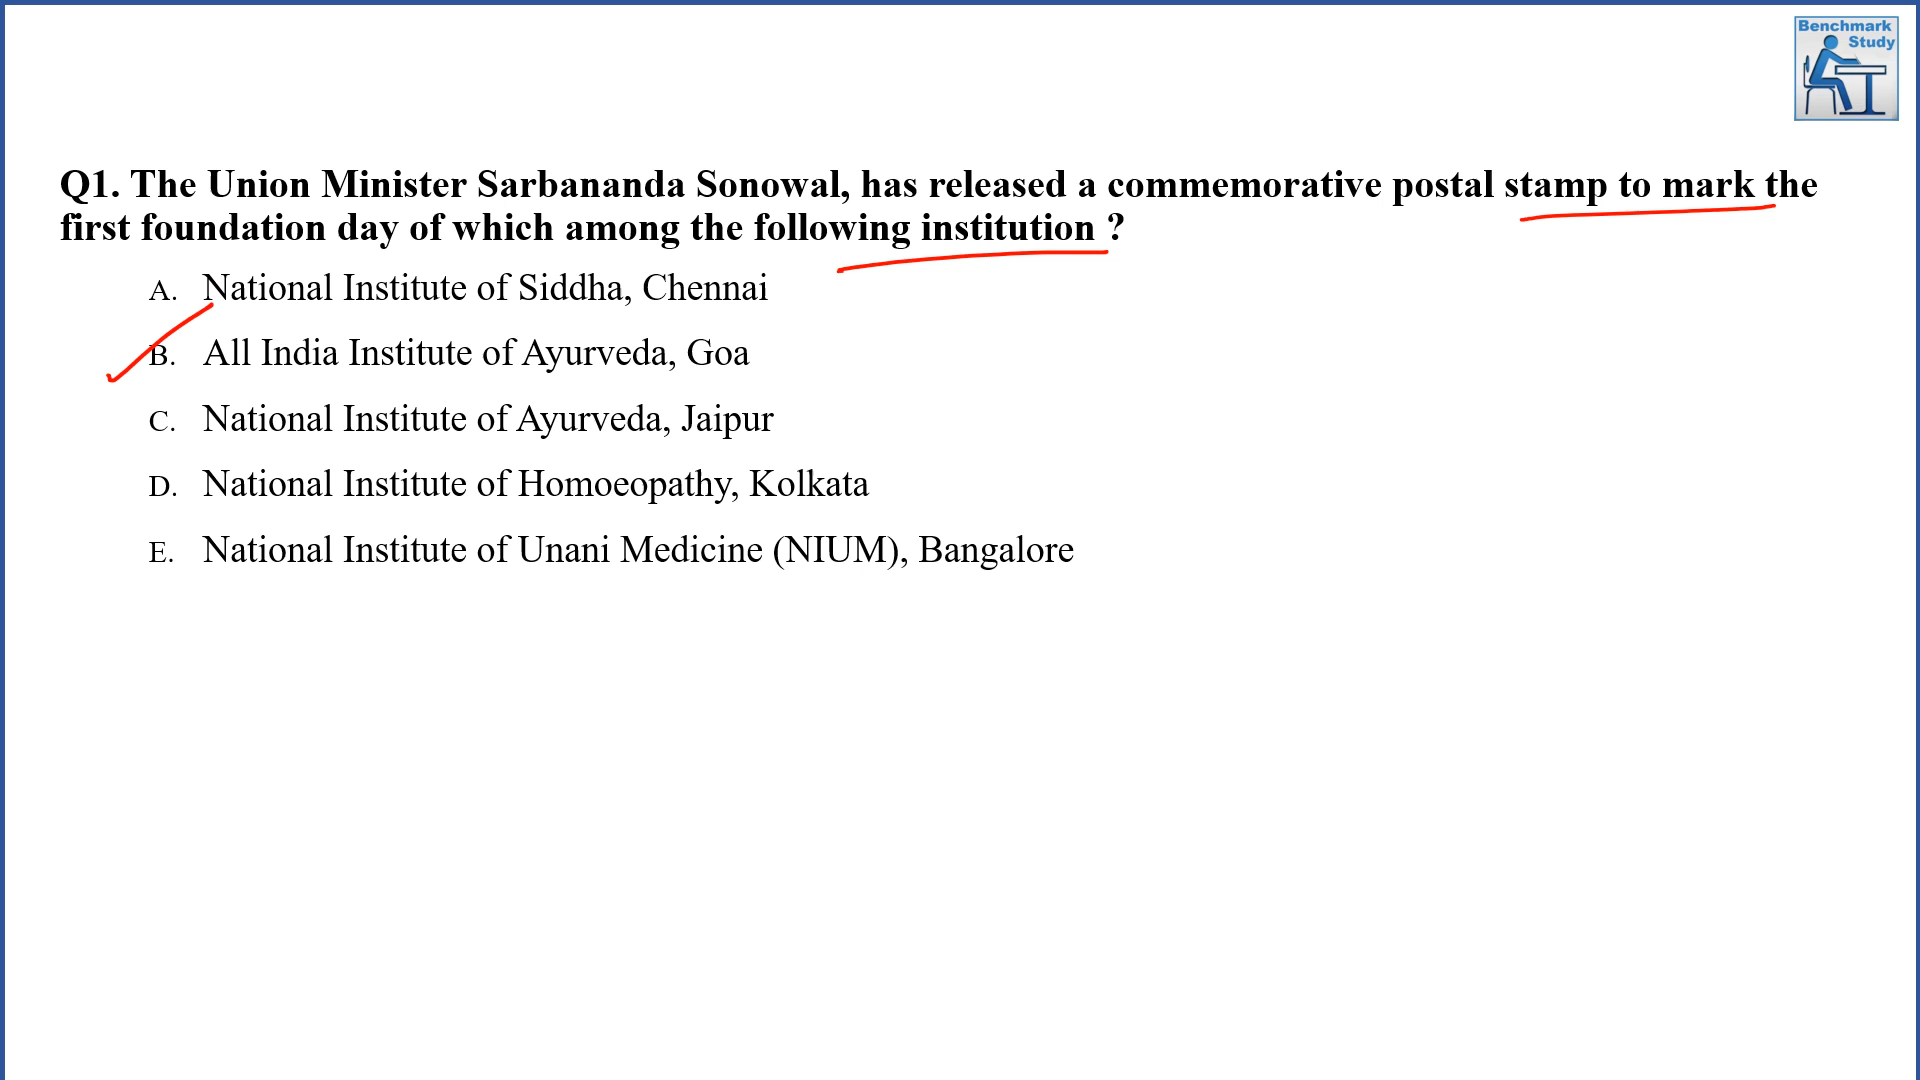 Benchmark
Study
Q1. The Union Minister Sarbananda Sonowal, has released a commemorative postal stamp to mark the
first foundation day of which among the following institution ?
A. National Institute of Siddha, Chennai
B. All India Institute of Ayurveda, Goa
C. National Institute of Ayurveda, Jaipur
D. National Institute of Homoeopathy, Kolkata
E. National Institute of Unani Medicine (NIUM), Bangalore